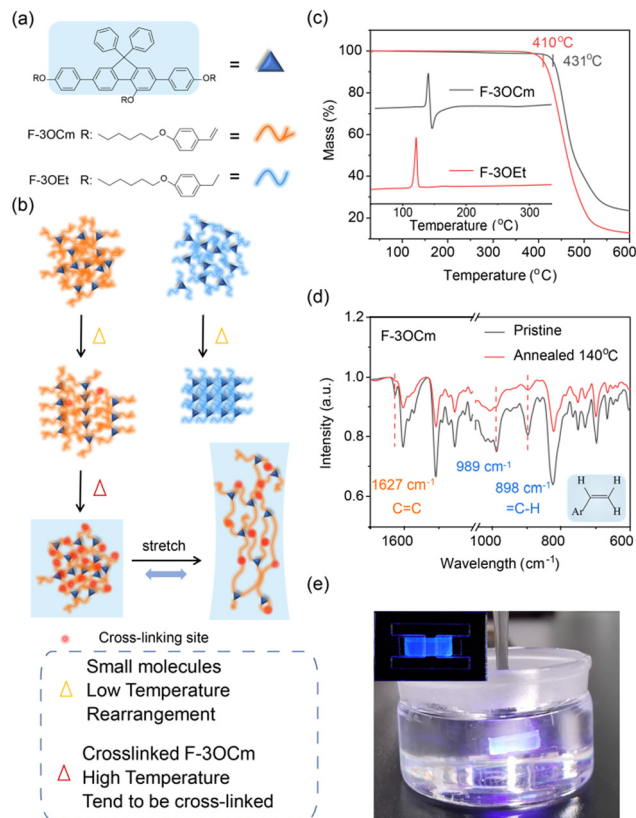 (a)
RO
OR
RO
=
F-3OCm R:
O
=
F-3OEt R:
O
=
(b)
stretch
Cross-linking site
Small molecules
Low Temperature
Rearrangement
Crosslinked F-3OCm
High Temperature
Tend to be cross-linked
(c)
410°C
431°C
F-3OCm
F-3OEt
100
80
60
40
20
Mass (%)
100 200 300
Temperature (°C)
100 200 300 400 500 600
Temperature (°C)
(d)
F-3OCm
Pristine
Annealed 140°C
1.2
1.0
0.8
0.6
Intensity (a.u.)
1627 cm⁻¹
C=C
989 cm⁻¹
898 cm⁻¹
=C-H
H H
Ar H
1600 1400 1000 800 600
Wavelength (cm⁻¹)
(e)